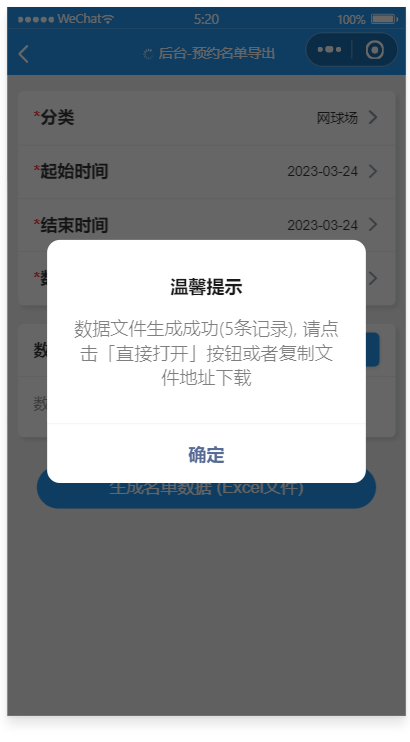 WeChat 5:20 100%
后台-预约名单导出
*分类 网球场
*起始时间 2023-03-24
*结束时间 2023-03-24
*数
温馨提示
数据文件生成成功(5条记录), 请点
击「直接打开」按钮或者复制文
件地址下载
确定
数
数
生成名单数据 (Excel文件)